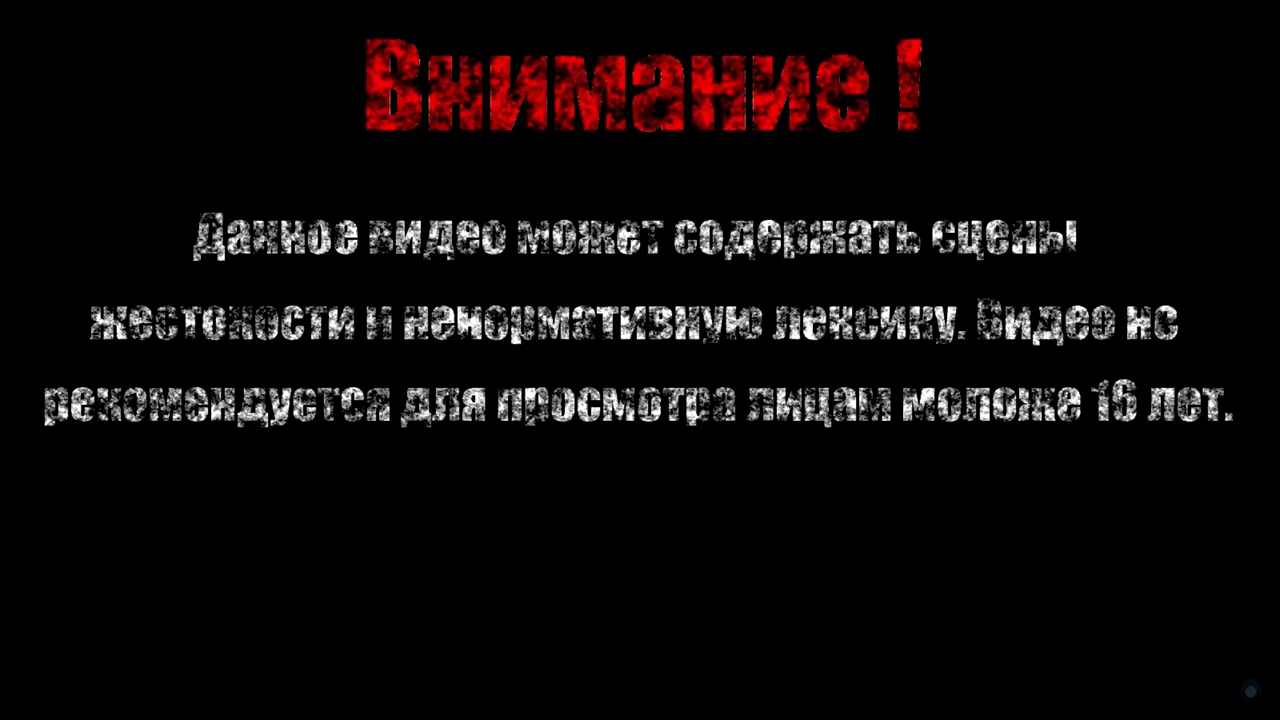 Внимание !
Данное видео может содержать сцены
жестокости и ненормативную лексику. Видео не
рекомендуется для просмотра лицам моложе 16 лет.